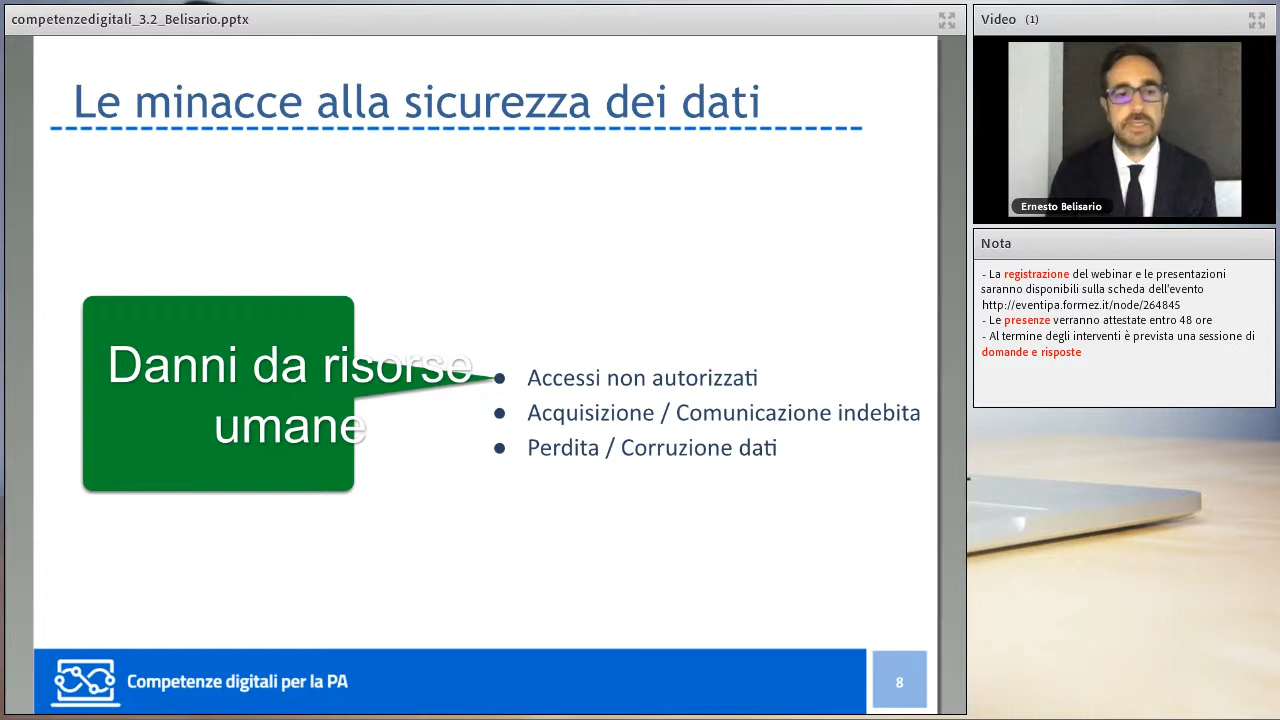 competenzedigitali_3.2_Belisario.pptx
Le minacce alla sicurezza dei dati
Danni da risorse
umane
● Accessi non autorizzati
● Acquisizione / Comunicazione indebita
● Perdita / Corruzione dati
Competenze digitali per la PA
8
Video (1)
Ernesto Belisario
Nota
- La registrazione del webinar e le presentazioni
saranno disponibili sulla scheda dell'evento
http://eventipa.formez.it/node/264845
- Le presenze verranno attestate entro 48 ore
- Al termine degli interventi è prevista una sessione di
domande e risposte